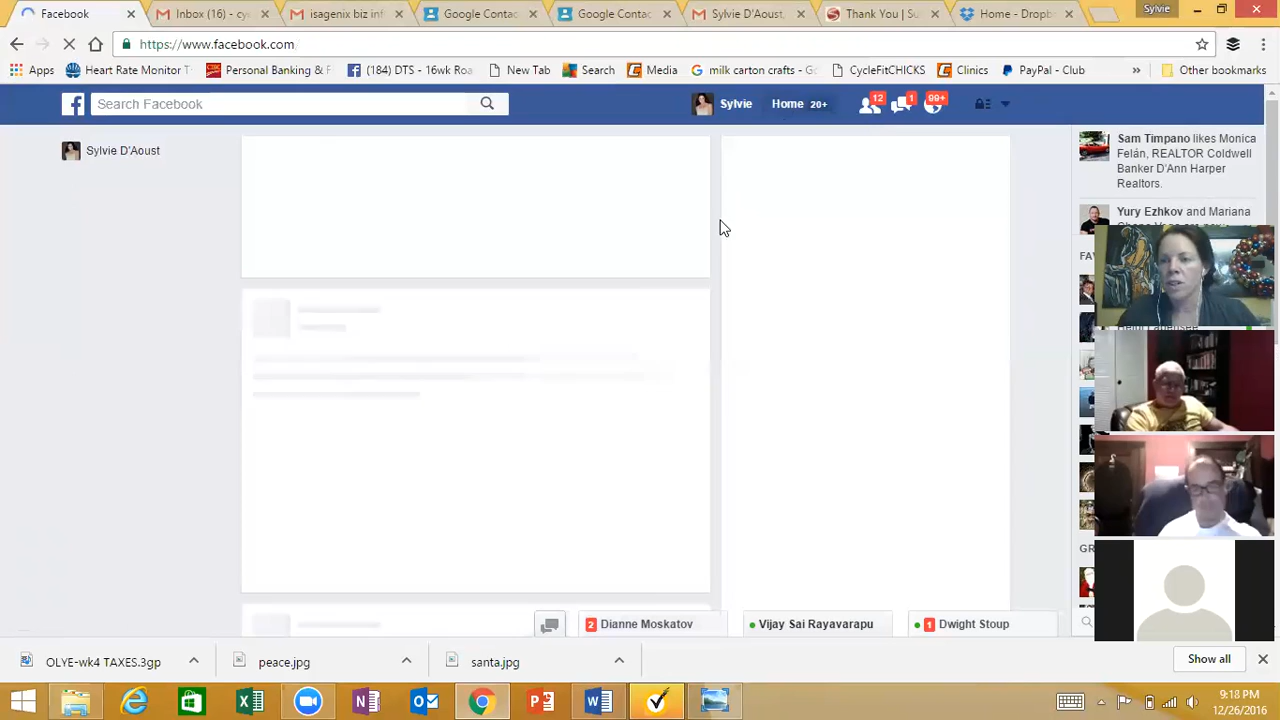 Facebook
Inbox (16) - cys
isagenix biz inf
Google Contac
Google Contac
Sylvie D'Aoust,
Thank You | Su
Home - Dropb
Sylvie
https://www.facebook.com
Apps
Heart Rate Monitor T
Personal Banking & F
(184) DTS - 16wk Roa
New Tab
Search
Media
milk carton crafts - Go
CycleFitCHICKS
Clinics
PayPal - Club
»
Other bookmarks
Search Facebook
Sylvie
Home 20+
12
1
99+
Sylvie D'Aoust
Sam Timpano likes Monica
Felán, REALTOR Coldwell
Banker D'Ann Harper
Realtors.
Yury Ezhkov and Mariana
FA
GR
2 Dianne Moskatov
Vijay Sai Rayavarapu
1 Dwight Stoup
OLYE-wk4 TAXES.3gp
peace.jpg
santa.jpg
Show all
9:18 PM
12/26/2016